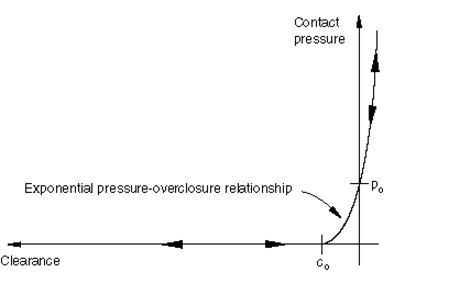 Contact
pressure
Exponential pressure-overclosure relationship
p₀
Clearance
c₀